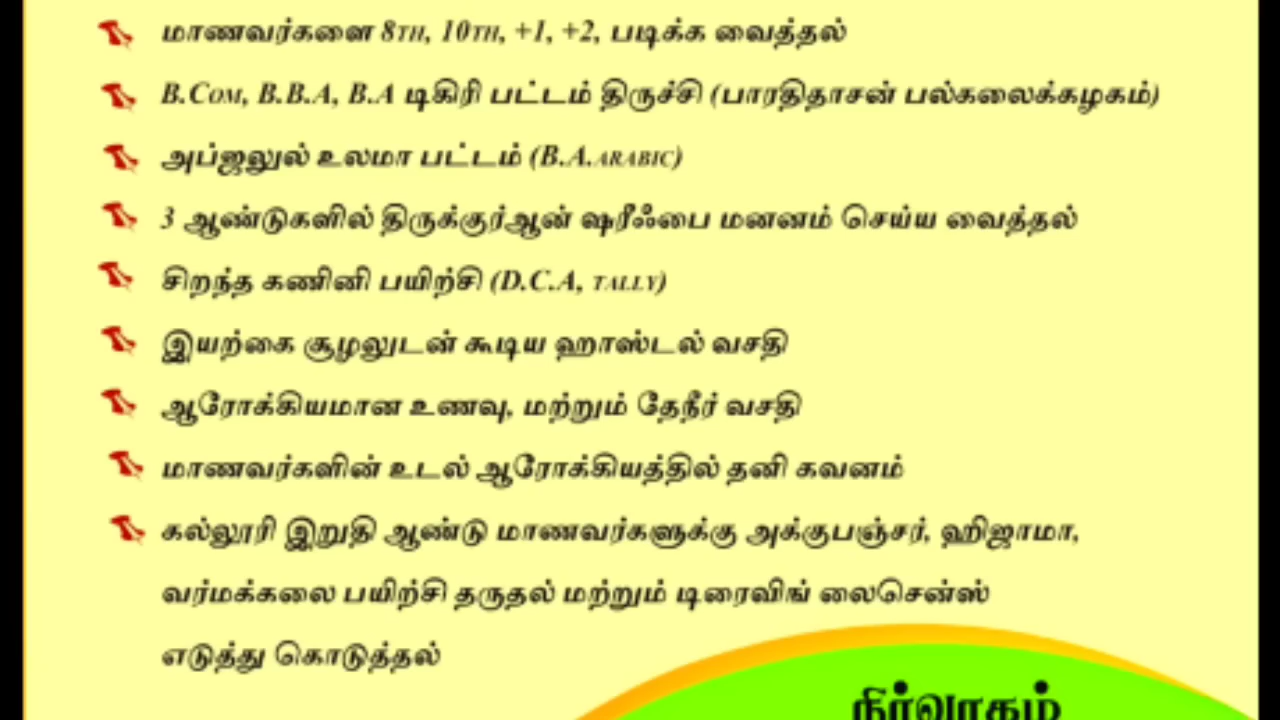 மாணவர்களை 8TH, 10TH, +1, +2, படிக்க வைத்தல்
B.COM, B.B.A, B.A டிகிரி பட்டம் திருச்சி (பாரதிதாசன் பல்கலைக்கழகம்)
அப்ஜலுல் உலமா பட்டம் (B.A.ARABIC)
3 ஆண்டுகளில் திருக்குர்ஆன் ஷரீஃபை மனனம் செய்ய வைத்தல்
சிறந்த கணினி பயிற்சி (D.C.A, TALLY)
இயற்கை சூழலுடன் கூடிய ஹாஸ்டல் வசதி
ஆரோக்கியமான உணவு, மற்றும் தேநீர் வசதி
மாணவர்களின் உடல் ஆரோக்கியத்தில் தனி கவனம்
கல்லூரி இறுதி ஆண்டு மாணவர்களுக்கு அக்குபஞ்சர், ஹிஜாமா,
வர்மக்கலை பயிற்சி தருதல் மற்றும் டிரைவிங் லைசென்ஸ்
எடுத்து கொடுத்தல்
நிர்வாகம்